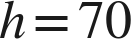 h = 70